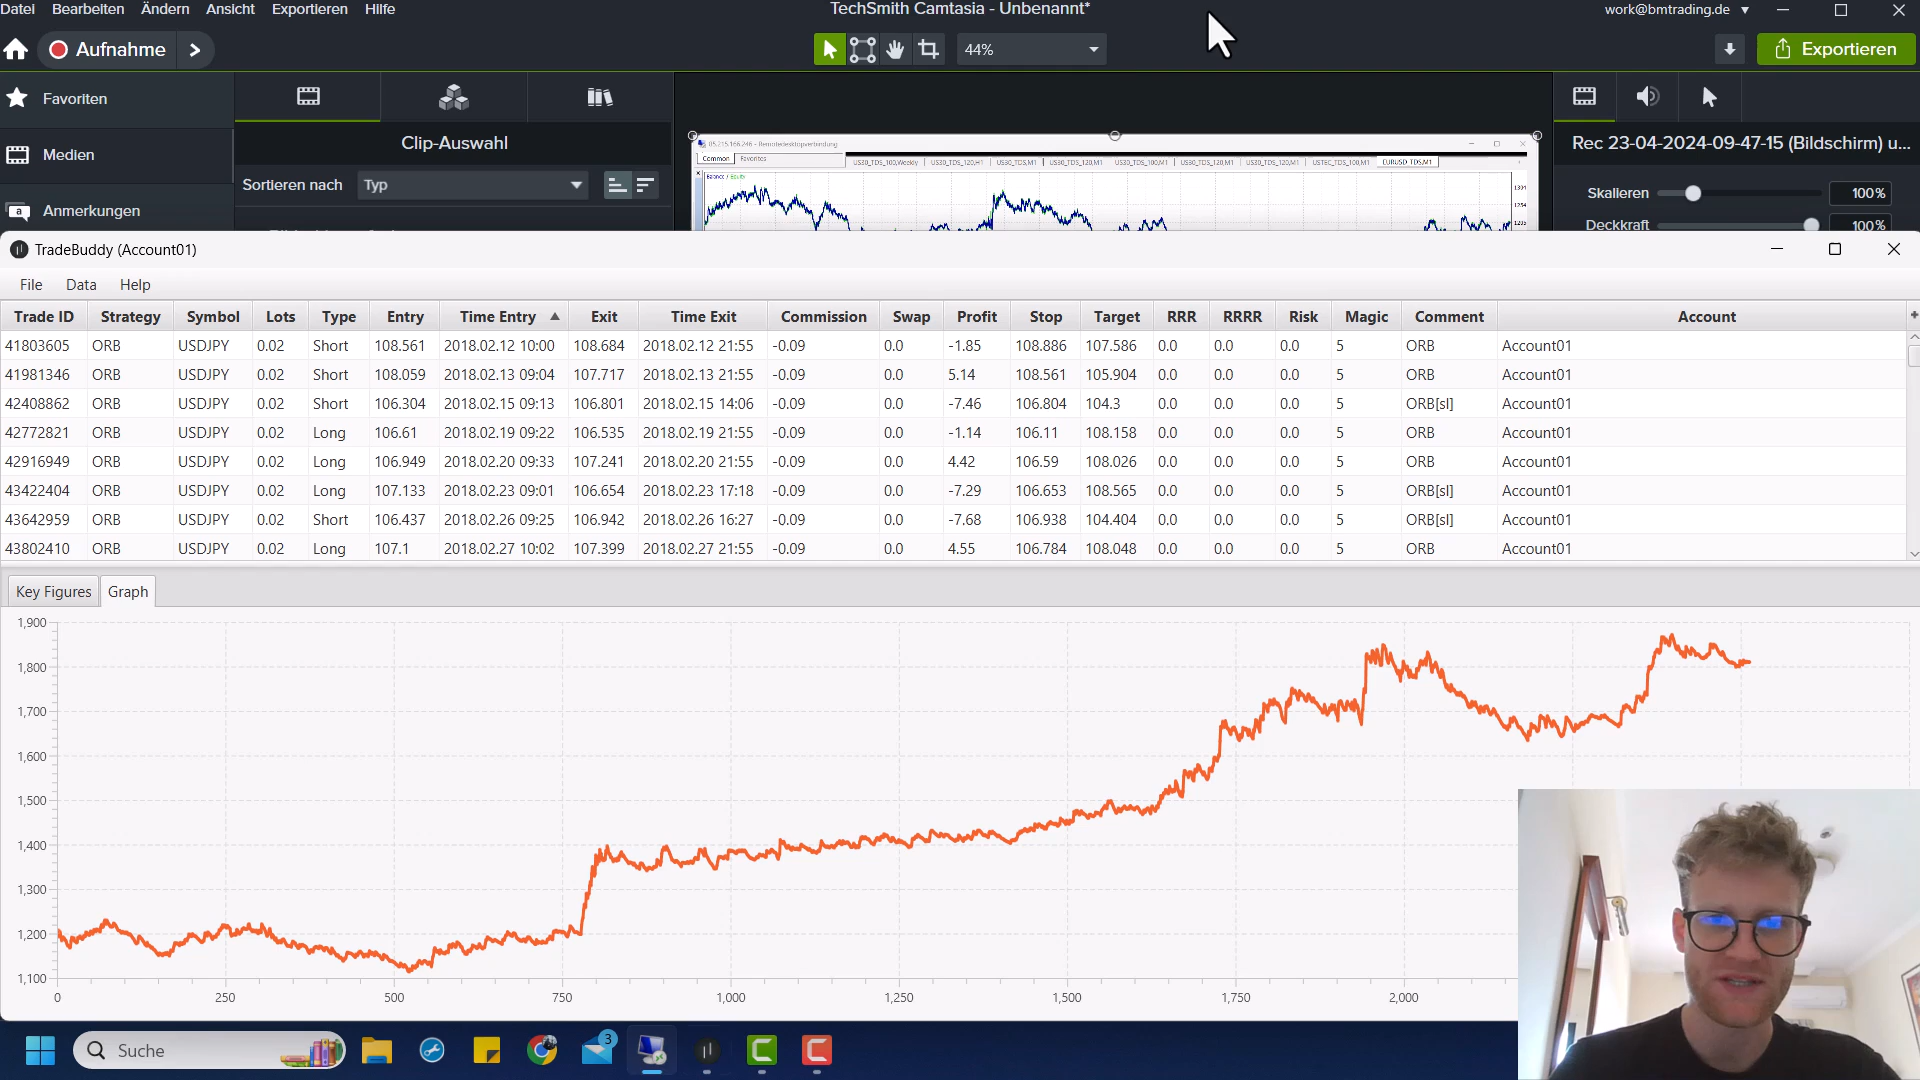 Datei Bearbeiten Ändern Ansicht Exportieren Hilfe
TechSmith Camtasia - Unbenannt*
work@bmtrading.de
Aufnahme
44%
Exportieren
Favoriten
Medien
Anmerkungen
Clip-Auswahl
Sortieren nach Typ
Rec 23-04-2024-09-47-15 (Bildschirm) u...
Skalieren 100%
Deckkraft 100%
Common Favorites
Balance / Equity
TradeBuddy (Account01)
File Data Help
Trade ID Strategy Symbol Lots Type Entry Time Entry Exit Time Exit Commission Swap Profit Stop Target RRR RRRR Risk Magic Comment Account
41803605 ORB USDJPY 0.02 Short 108.561 2018.02.12 10:00 108.684 2018.02.12 21:55 -0.09 0.0 -1.85 108.886 107.586 0.0 0.0 0.0 5 ORB Account01
41981346 ORB USDJPY 0.02 Short 108.059 2018.02.13 09:04 107.717 2018.02.13 21:55 -0.09 0.0 5.14 108.561 105.904 0.0 0.0 0.0 5 ORB Account01
42408862 ORB USDJPY 0.02 Short 106.304 2018.02.15 09:13 106.801 2018.02.15 14:06 -0.09 0.0 -7.46 106.804 104.3 0.0 0.0 0.0 5 ORB[sl] Account01
42772821 ORB USDJPY 0.02 Long 106.61 2018.02.19 09:22 106.535 2018.02.19 21:55 -0.09 0.0 -1.14 106.11 108.158 0.0 0.0 0.0 5 ORB Account01
42916949 ORB USDJPY 0.02 Long 106.949 2018.02.20 09:33 107.241 2018.02.20 21:55 -0.09 0.0 4.42 106.59 108.026 0.0 0.0 0.0 5 ORB Account01
43422404 ORB USDJPY 0.02 Long 107.133 2018.02.23 09:01 106.654 2018.02.23 17:18 -0.09 0.0 -7.29 106.653 108.565 0.0 0.0 0.0 5 ORB[sl] Account01
43642959 ORB USDJPY 0.02 Short 106.437 2018.02.26 09:25 106.942 2018.02.26 16:27 -0.09 0.0 -7.68 106.938 104.404 0.0 0.0 0.0 5 ORB[sl] Account01
43802410 ORB USDJPY 0.02 Long 107.1 2018.02.27 10:02 107.399 2018.02.27 21:55 -0.09 0.0 4.55 106.784 108.048 0.0 0.0 0.0 5 ORB Account01
Key Figures Graph
1,900
1,800
1,700
1,600
1,500
1,400
1,300
1,200
1,100
0 250 500 750 1,000 1,250 1,500 1,750 2,000
Suche
3